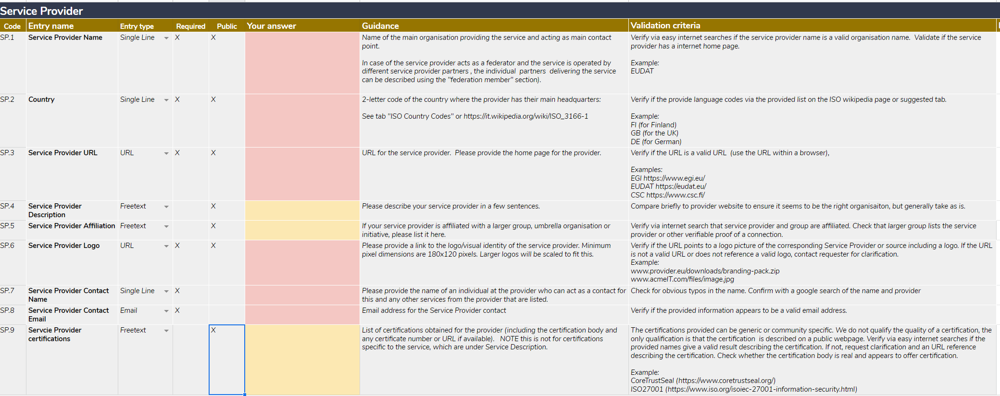 Service Provider
Code Entry name Entry type Required Public Your answer Guidance Validation criteria
SP.1 Service Provider Name Single Line X X Name of the main organisation providing the service and acting as main contact Verify via easy internet searches if the service provider name is a valid organisation name.  Validate if the service
point. provider has a internet home page.
In case of the service provider acts as a federator and the service is operated by Example:
different service provider partners , the individual  partners  delivering the service EUDAT
can be described using the "federation member" section).
SP.2 Country Single Line X X 2-letter code of the country where the provider has their main headquarters: Verify if the provide language codes via the provided list on the ISO wikipedia page or suggested tab.
See tab "ISO Country Codes" or https://it.wikipedia.org/wiki/ISO_3166-1 Example:
FI (for Finland)
GB (for the UK)
DE (for German)
SP.3 Service Provider URL URL X X URL for the service provider.  Please provide the home page for the provider. Verify if the URL is a valid URL  (use the URL within a browser),
Examples:
EGI https://www.egi.eu/
EUDAT https://eudat.eu/
CSC https://www.csc.fi/
SP.4 Service Provider Freetext X Please describe your service provider in a few sentences. Compare briefly to provider website to ensure it seems to be the right organisaiton, but generally take as is.
Description
SP.5 Service Provider Affiliation Freetext X If your service provider is affiliated with a larger group, umbrella organisation or Verify via internet search that service provider and group are affiliated. Check that larger group lists the service
initiative, please list it here. provider or other verifiable proof of a connection.
SP.6 Service Provider Logo URL X X Please provide a link to the logo/visual identity of the service provider. Minimum Verify if the URL points to a logo picture of the corresponding Service Provider or source including a logo. If the URL
pixel dimensions are 180x120 pixels. Larger logos will be scaled to fit this. is not a valid URL or does not reference a valid logo, contact requester for clarification.
Example:
www.provider.eu/downloads/branding-pack.zip
www.acmeIT.com/files/image.jpg
SP.7 Service Provider Contact Single Line X Please provide the name of an individual at the provider who can act as a contact for Check for obvious typos in the name. Confirm with a google search of the name and provider
Name this and any other services from the provider that are listed.
SP.8 Service Provider Contact Email X Email address for the Service Provider contact Verify if the provided information appears to be a valid email address.
Email
SP.9 Servcie Provider Freetext X List of certifications obtained for the provider (including the certification body and The certifications provided can be generic or community specific. We do not qualify the quality of a certification, the
certifications any certificate number or URL if available).   NOTE this is not for certifications only qualification is that the certification  is described on a public webpage. Verify via easy internet searches if the
specific to the service, which are under Service Description. provided names give a valid result describing the certification. If not, request clarification and an URL reference
describing the certification. Check whether the certification body is real and appears to offer certification.
Example:
CoreTrustSeal (https://www.coretrustseal.org/)
ISO27001 (https://www.iso.org/isoiec-27001-information-security.html)